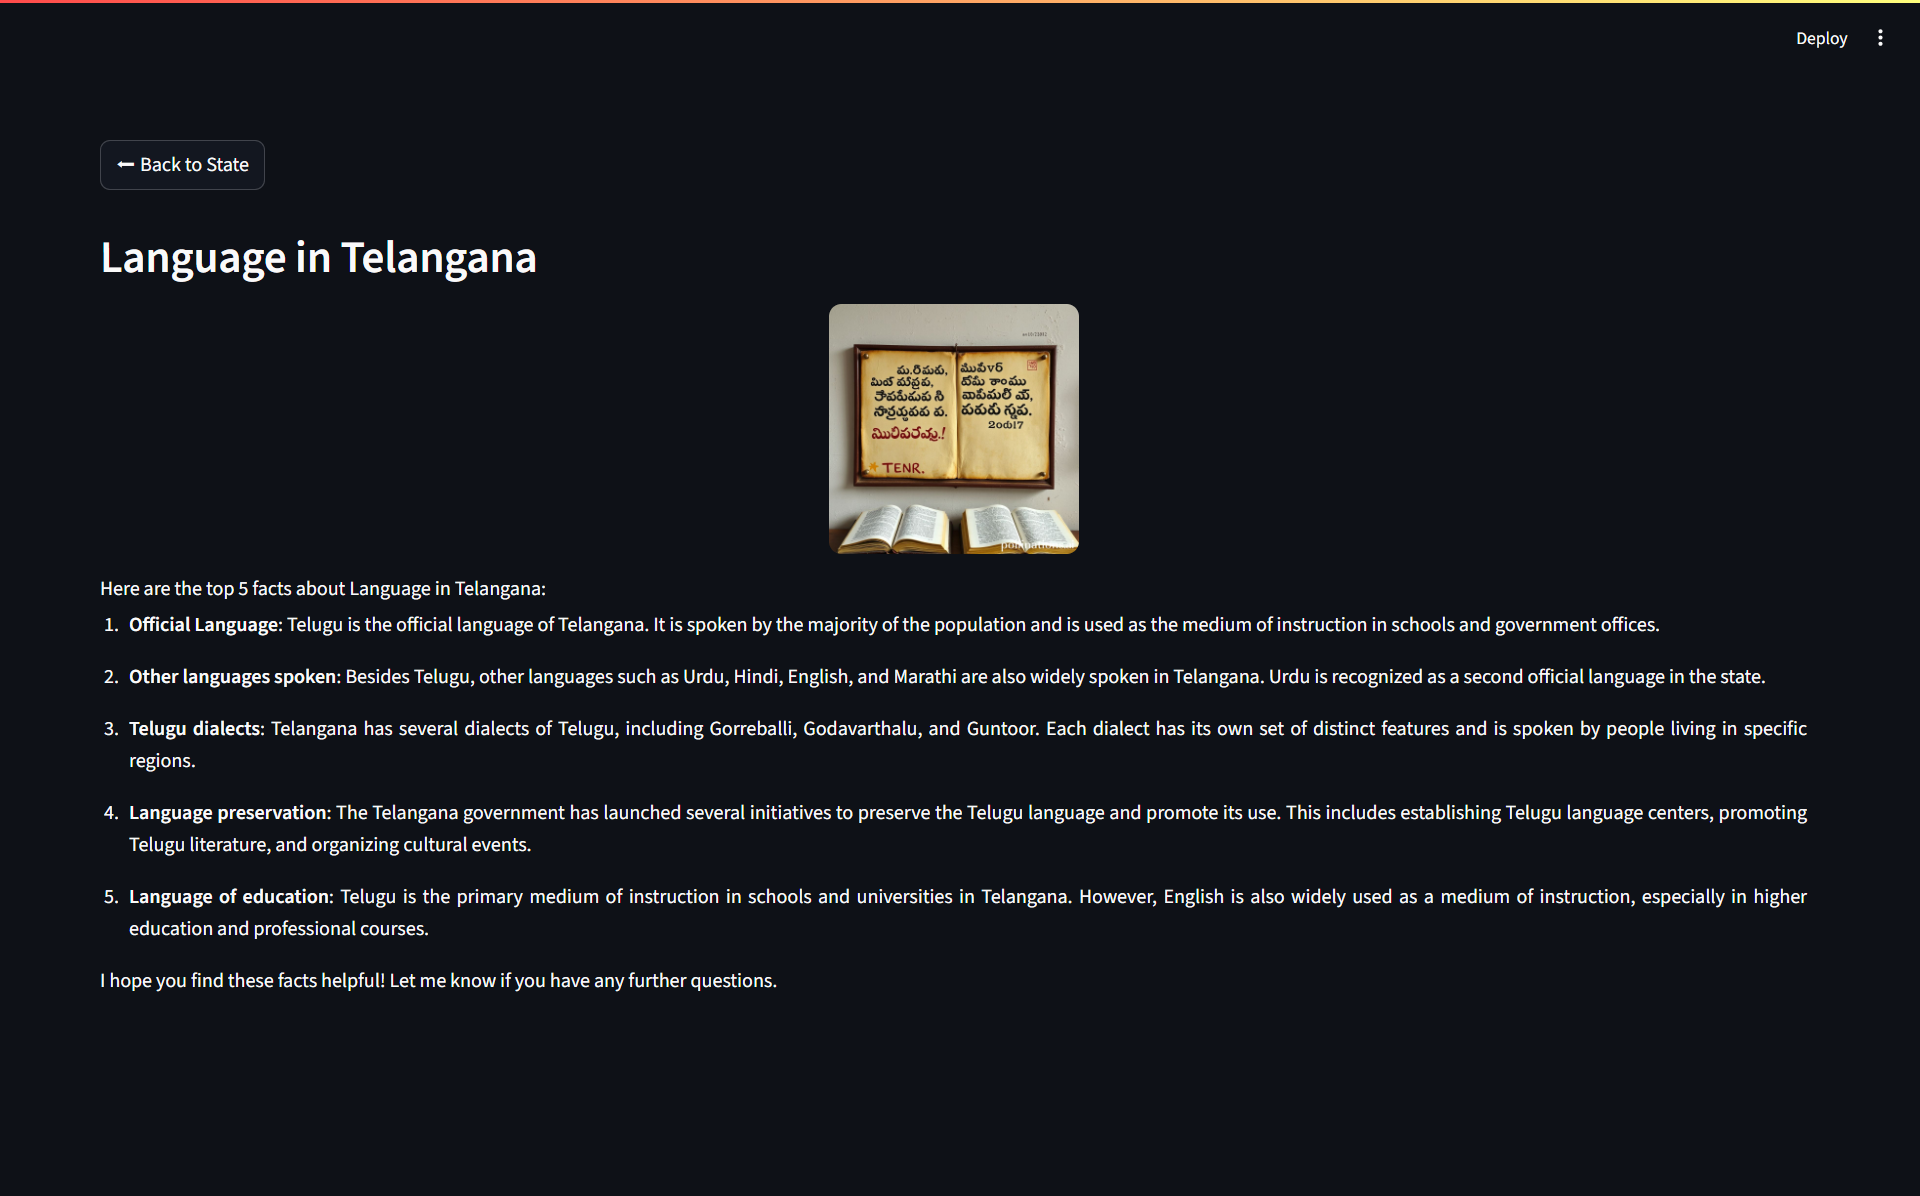 Deploy
Back to State
Language in Telangana
TENR.
Here are the top 5 facts about Language in Telangana:
1. Official Language: Telugu is the official language of Telangana. It is spoken by the majority of the population and is used as the medium of instruction in schools and government offices.
2. Other languages spoken: Besides Telugu, other languages such as Urdu, Hindi, English, and Marathi are also widely spoken in Telangana. Urdu is recognized as a second official language in the state.
3. Telugu dialects: Telangana has several dialects of Telugu, including Gorreballi, Godavarthalu, and Guntoor. Each dialect has its own set of distinct features and is spoken by people living in specific
regions.
4. Language preservation: The Telangana government has launched several initiatives to preserve the Telugu language and promote its use. This includes establishing Telugu language centers, promoting
Telugu literature, and organizing cultural events.
5. Language of education: Telugu is the primary medium of instruction in schools and universities in Telangana. However, English is also widely used as a medium of instruction, especially in higher
education and professional courses.
I hope you find these facts helpful! Let me know if you have any further questions.